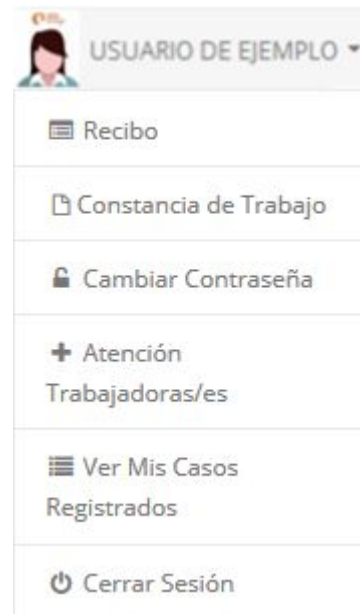 USUARIO DE EJEMPLO
Recibo
Constancia de Trabajo
Cambiar Contraseña
Atención
Trabajadoras/es
Ver Mis Casos
Registrados
Cerrar Sesión